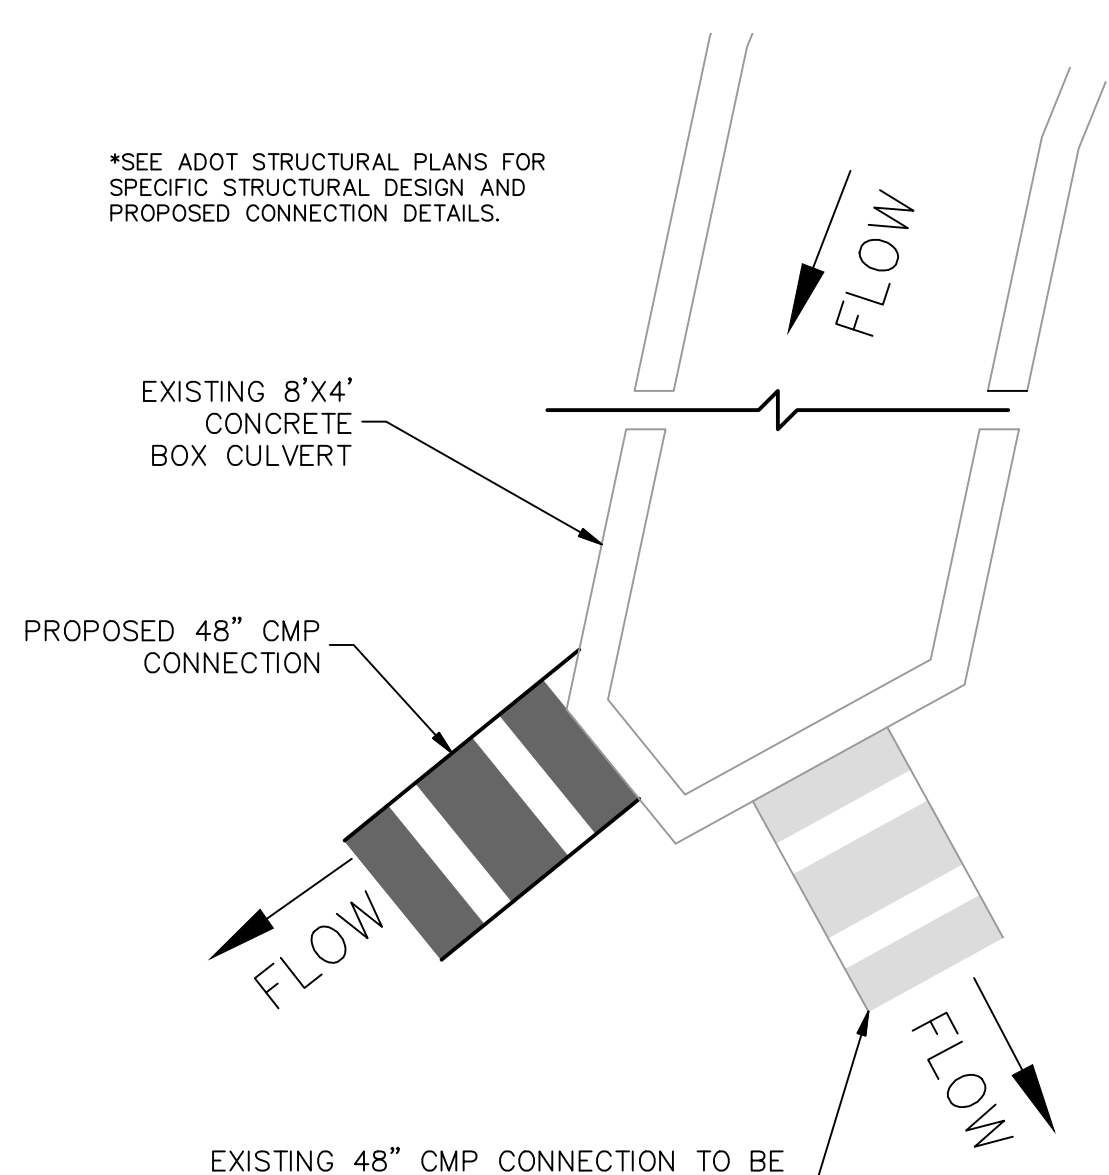 *SEE ADOT STRUCTURAL PLANS FOR
SPECIFIC STRUCTURAL DESIGN AND
PROPOSED CONNECTION DETAILS.
FLOW
EXISTING 8'X4'
CONCRETE
BOX CULVERT
PROPOSED 48” CMP
CONNECTION
FLOW
FLOW
EXISTING 48” CMP CONNECTION TO BE